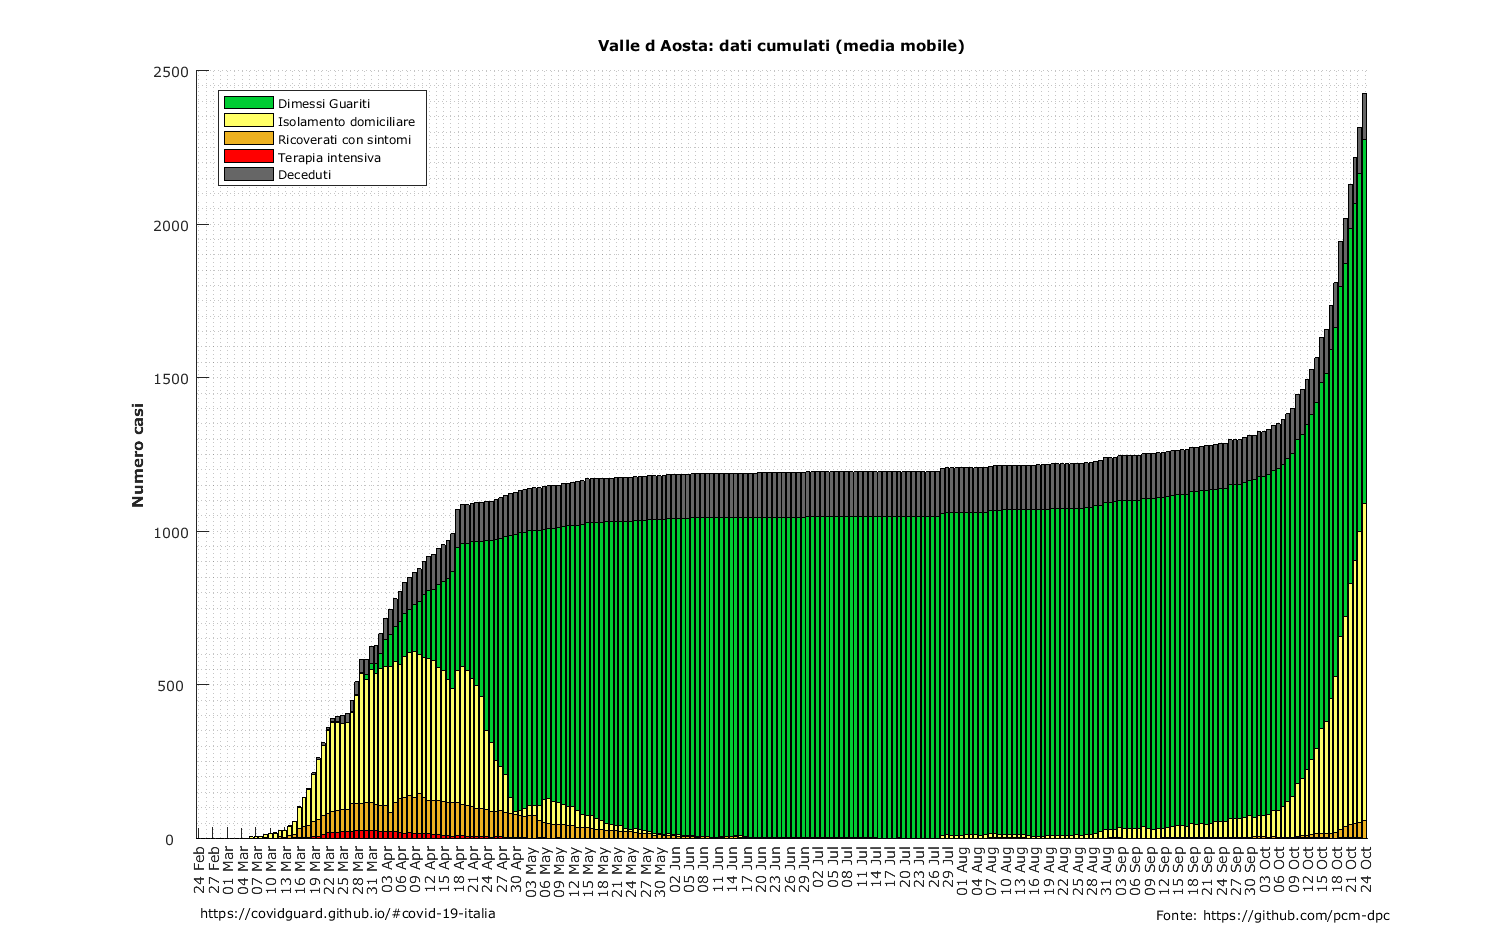 Valle d Aosta: dati cumulati (media mobile)
2500
2000
1500
1000
500
0
Numero casi
Dimessi Guariti
Isolamento domiciliare
Ricoverati con sintomi
Terapia intensiva
Deceduti
24 Feb
27 Feb
01 Mar
04 Mar
07 Mar
10 Mar
13 Mar
16 Mar
19 Mar
22 Mar
25 Mar
28 Mar
31 Mar
03 Apr
06 Apr
09 Apr
12 Apr
15 Apr
18 Apr
21 Apr
24 Apr
27 Apr
30 Apr
03 May
06 May
09 May
12 May
15 May
18 May
21 May
24 May
27 May
30 May
02 Jun
05 Jun
08 Jun
11 Jun
14 Jun
17 Jun
20 Jun
23 Jun
26 Jun
29 Jun
02 Jul
05 Jul
08 Jul
11 Jul
14 Jul
17 Jul
20 Jul
23 Jul
26 Jul
29 Jul
01 Aug
04 Aug
07 Aug
10 Aug
13 Aug
16 Aug
19 Aug
22 Aug
25 Aug
28 Aug
31 Aug
03 Sep
06 Sep
09 Sep
12 Sep
15 Sep
18 Sep
21 Sep
24 Sep
27 Sep
30 Sep
03 Oct
06 Oct
09 Oct
12 Oct
15 Oct
18 Oct
21 Oct
24 Oct
https://covidguard.github.io/#covid-19-italia
Fonte: https://github.com/pcm-dpc